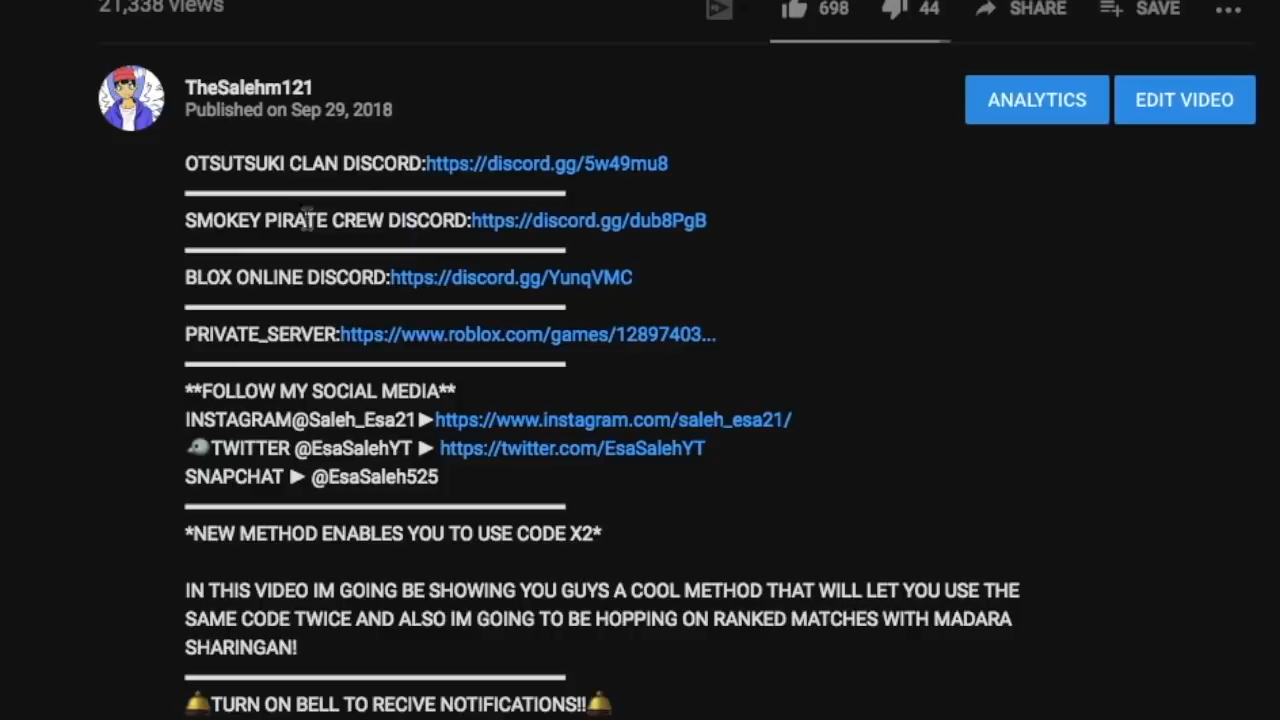 21,338 views
698 44 SHARE SAVE
TheSalehm121
Published on Sep 29, 2018
ANALYTICS EDIT VIDEO
OTSUTSUKI CLAN DISCORD:https://discord.gg/5w49mu8
SMOKEY PIRATE CREW DISCORD:https://discord.gg/dub8PgB
BLOX ONLINE DISCORD:https://discord.gg/YunqVMC
PRIVATE_SERVER:https://www.roblox.com/games/12897403...
**FOLLOW MY SOCIAL MEDIA**
INSTAGRAM@Saleh_Esa21►https://www.instagram.com/saleh_esa21/
TWITTER @EsaSalehYT ► https://twitter.com/EsaSalehYT
SNAPCHAT ► @EsaSaleh525
*NEW METHOD ENABLES YOU TO USE CODE X2*
IN THIS VIDEO IM GOING BE SHOWING YOU GUYS A COOL METHOD THAT WILL LET YOU USE THE
SAME CODE TWICE AND ALSO IM GOING TO BE HOPPING ON RANKED MATCHES WITH MADARA
SHARINGAN!
🔔TURN ON BELL TO RECIVE NOTIFICATIONS!!🔔